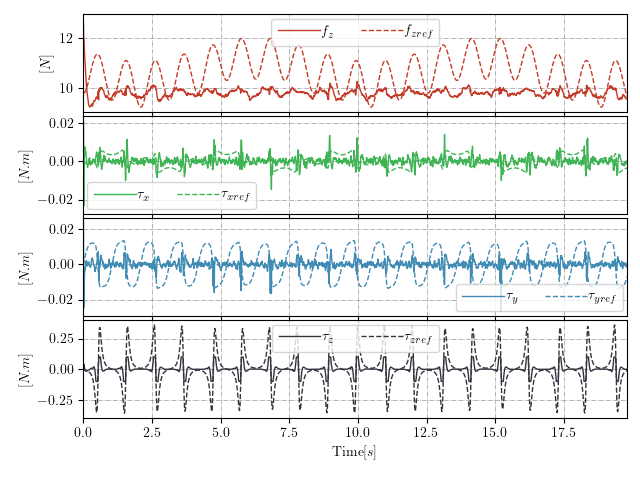 12
10
[N]
f_z f_zref
0.02
0.00
−0.02
[N.m]
τ_x τ_xref
0.02
0.00
−0.02
[N.m]
τ_y τ_yref
0.25
0.00
−0.25
[N.m]
τ_z τ_zref
0.0 2.5 5.0 7.5 10.0 12.5 15.0 17.5
Time[s]